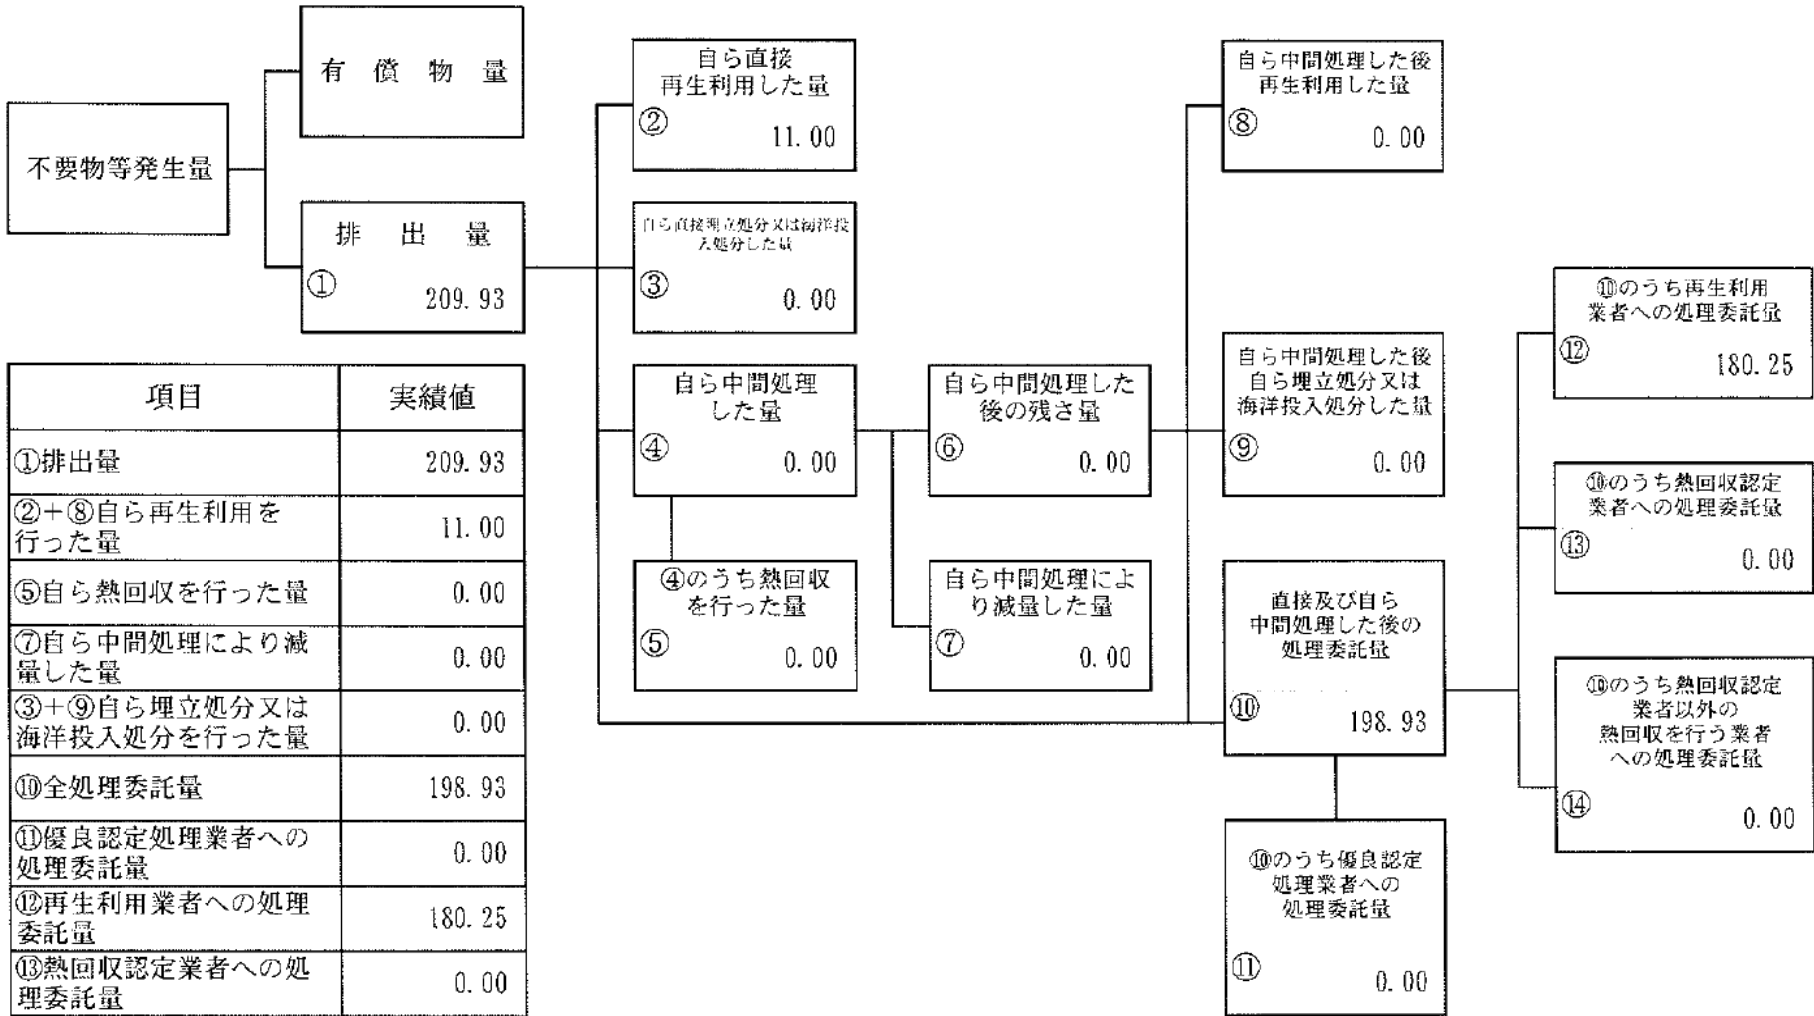 不要物等発生量
有償物量
排出量
①
209.93
自ら直接
再生利用した量
②
11.00
自ら直接埋立処分又は海洋投
入処分した量
③
0.00
自ら中間処理
した量
④
0.00
④のうち熱回収
を行った量
⑤
0.00
自ら中間処理した
後の残さ量
⑥
0.00
自ら中間処理によ
り減量した量
⑦
0.00
自ら中間処理した後
再生利用した量
⑧
0.00
自ら中間処理した後
自ら埋立処分又は
海洋投入処分した量
⑨
0.00
直接及び自ら
中間処理した後の
処理委託量
⑩
198.93
⑩のうち優良認定
処理業者への
処理委託量
⑪
0.00
⑩のうち再生利用
業者への処理委託量
⑫
180.25
⑩のうち熱回収認定
業者への処理委託量
⑬
0.00
⑩のうち熱回収認定
業者以外の
熱回収を行う業者
への処理委託量
⑭
0.00
項目 実績値
①排出量 209.93
②+⑧自ら再生利用を
行った量 11.00
⑤自ら熱回収を行った量 0.00
⑦自ら中間処理により減
量した量 0.00
③+⑨自ら埋立処分又は
海洋投入処分を行った量 0.00
⑩全処理委託量 198.93
⑪優良認定処理業者への
処理委託量 0.00
⑫再生利用業者への処理
委託量 180.25
⑬熱回収認定業者への処
理委託量 0.00